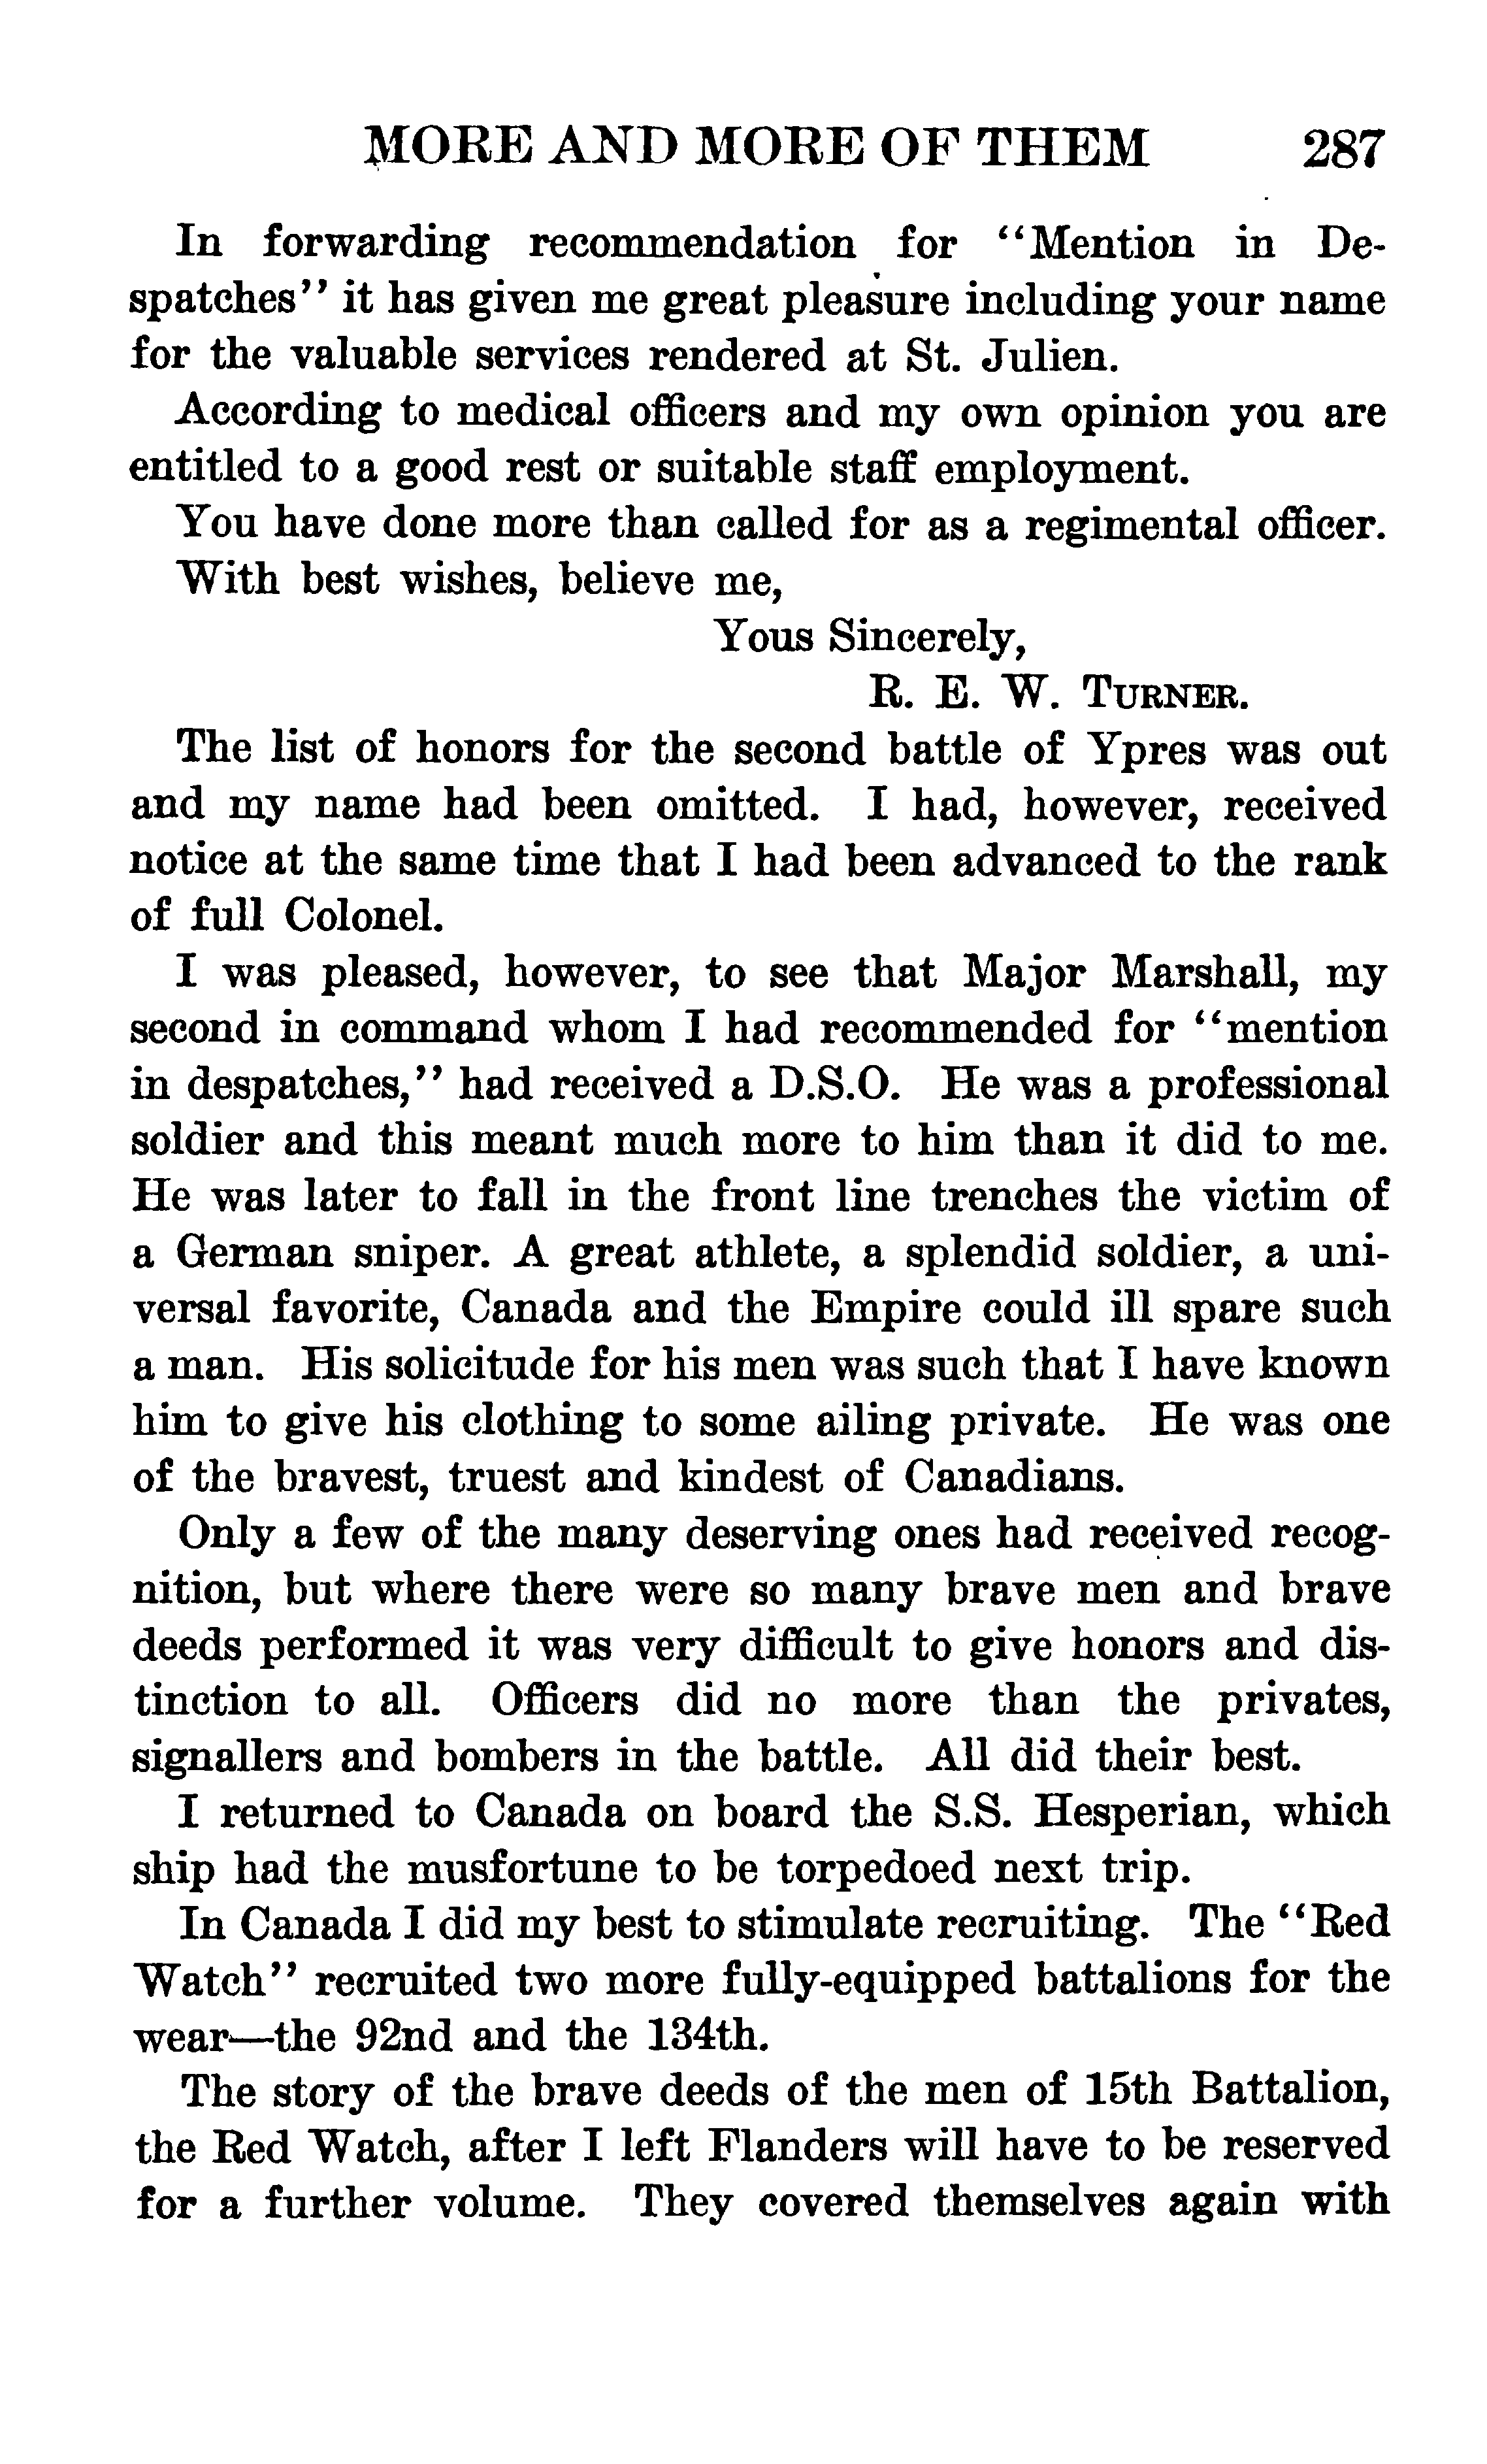 MORE AND MORE OF THEM 287
In forwarding recommendation for “Mention in De-
spatches” it has given me great pleasure including your name
for the valuable services rendered at St. Julien.
According to medical officers and my own opinion you are
entitled to a good rest or suitable staff employment.
You have done more than called for as a regimental officer.
With best wishes, believe me,
Yous Sincerely,
R. E. W. TURNER.
The list of honors for the second battle of Ypres was out
and my name had been omitted. I had, however, received
notice at the same time that I had been advanced to the rank
of full Colonel.
I was pleased, however, to see that Major Marshall, my
second in command whom I had recommended for “mention
in despatches,” had received a D.S.O. He was a professional
soldier and this meant much more to him than it did to me.
He was later to fall in the front line trenches the victim of
a German sniper. A great athlete, a splendid soldier, a uni-
versal favorite, Canada and the Empire could ill spare such
a man. His solicitude for his men was such that I have known
him to give his clothing to some ailing private. He was one
of the bravest, truest and kindest of Canadians.
Only a few of the many deserving ones had received recog-
nition, but where there were so many brave men and brave
deeds performed it was very difficult to give honors and dis-
tinction to all. Officers did no more than the privates,
signallers and bombers in the battle. All did their best.
I returned to Canada on board the S.S. Hesperian, which
ship had the musfortune to be torpedoed next trip.
In Canada I did my best to stimulate recruiting. The “Red
Watch” recruited two more fully-equipped battalions for the
wear—the 92nd and the 134th.
The story of the brave deeds of the men of 15th Battalion,
the Red Watch, after I left Flanders will have to be reserved
for a further volume. They covered themselves again with